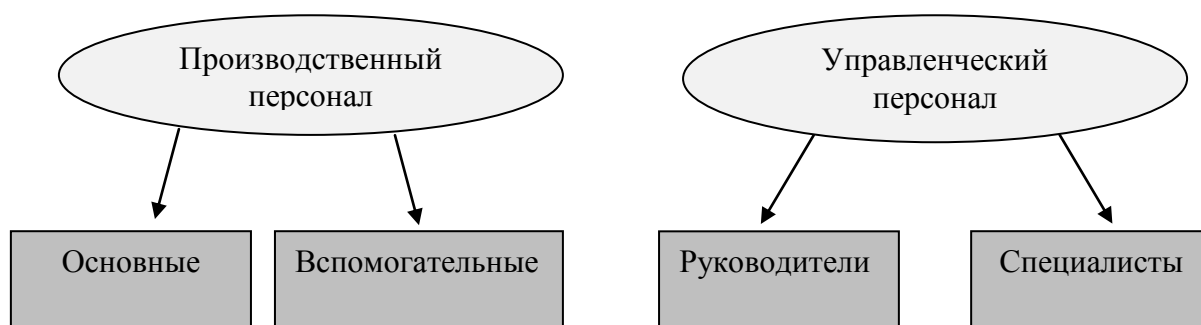 Производственный
персонал
Управленческий
персонал
Основные
Вспомогательные
Руководители
Специалисты